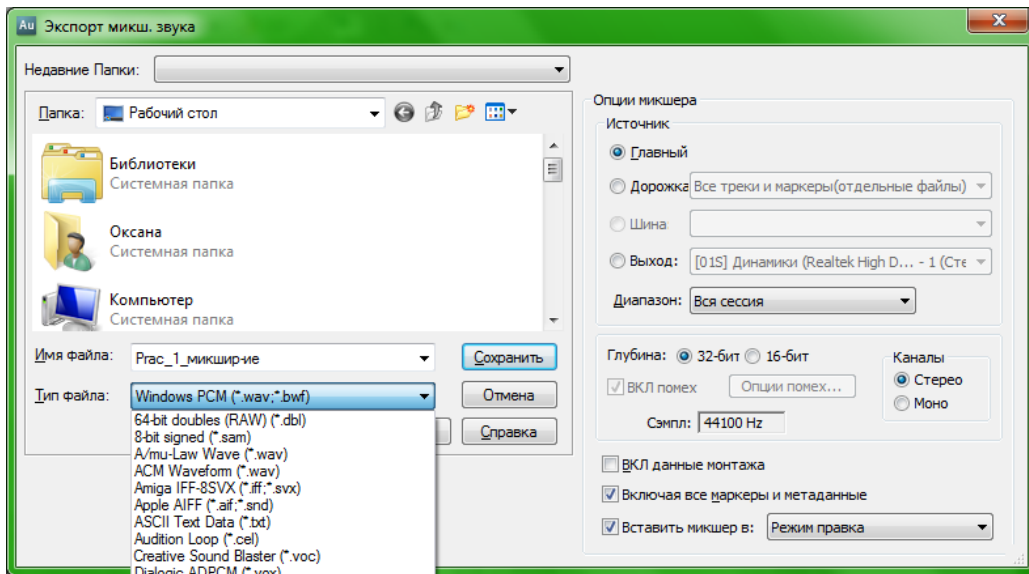 Au Экспорт микш. звука
Недавние Папки:
Папка: Рабочий стол
Библиотеки
Системная папка
Оксана
Системная папка
Компьютер
Системная папка
Имя файла: Prac_1_микшир-ие Сохранить
Тип файла: Windows PCM (*.wav;*.bwf) Отмена
Справка
64-bit doubles (RAW) (*.dbl)
8-bit signed (*.sam)
A/mu-Law Wave (*.wav)
ACM Waveform (*.wav)
Amiga IFF-8SVX (*.iff;*.svx)
Apple AIFF (*.aif;*.snd)
ASCII Text Data (*.txt)
Audition Loop (*.cel)
Creative Sound Blaster (*.voc)
Dialogic ADPCM (*.vox)
Опции микшера
Источник
Главный
Дорожка Все треки и маркеры(отдельные файлы)
Шина:
Выход: [01S] Динамики (Realtek High D... - 1 (Сте
Диапазон: Вся сессия
Глубина: 32-бит 16-бит
ВКЛ помех Опции помех...
Сэмпл: 44100 Hz
Каналы
Стерео
Моно
ВКЛ данные монтажа
Включая все маркеры и метаданные
Вставить микшер в: Режим правка